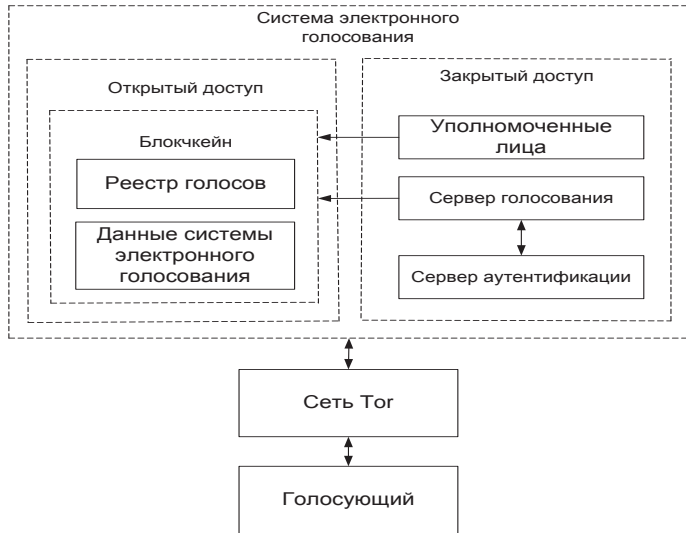 Система электронного
голосования
Открытый доступ
Блокчкейн
Реестр голосов
Данные системы
электронного
голосования
Закрытый доступ
Уполномоченные
лица
Сервер голосования
Сервер аутентификации
Сеть Tor
Голосующий